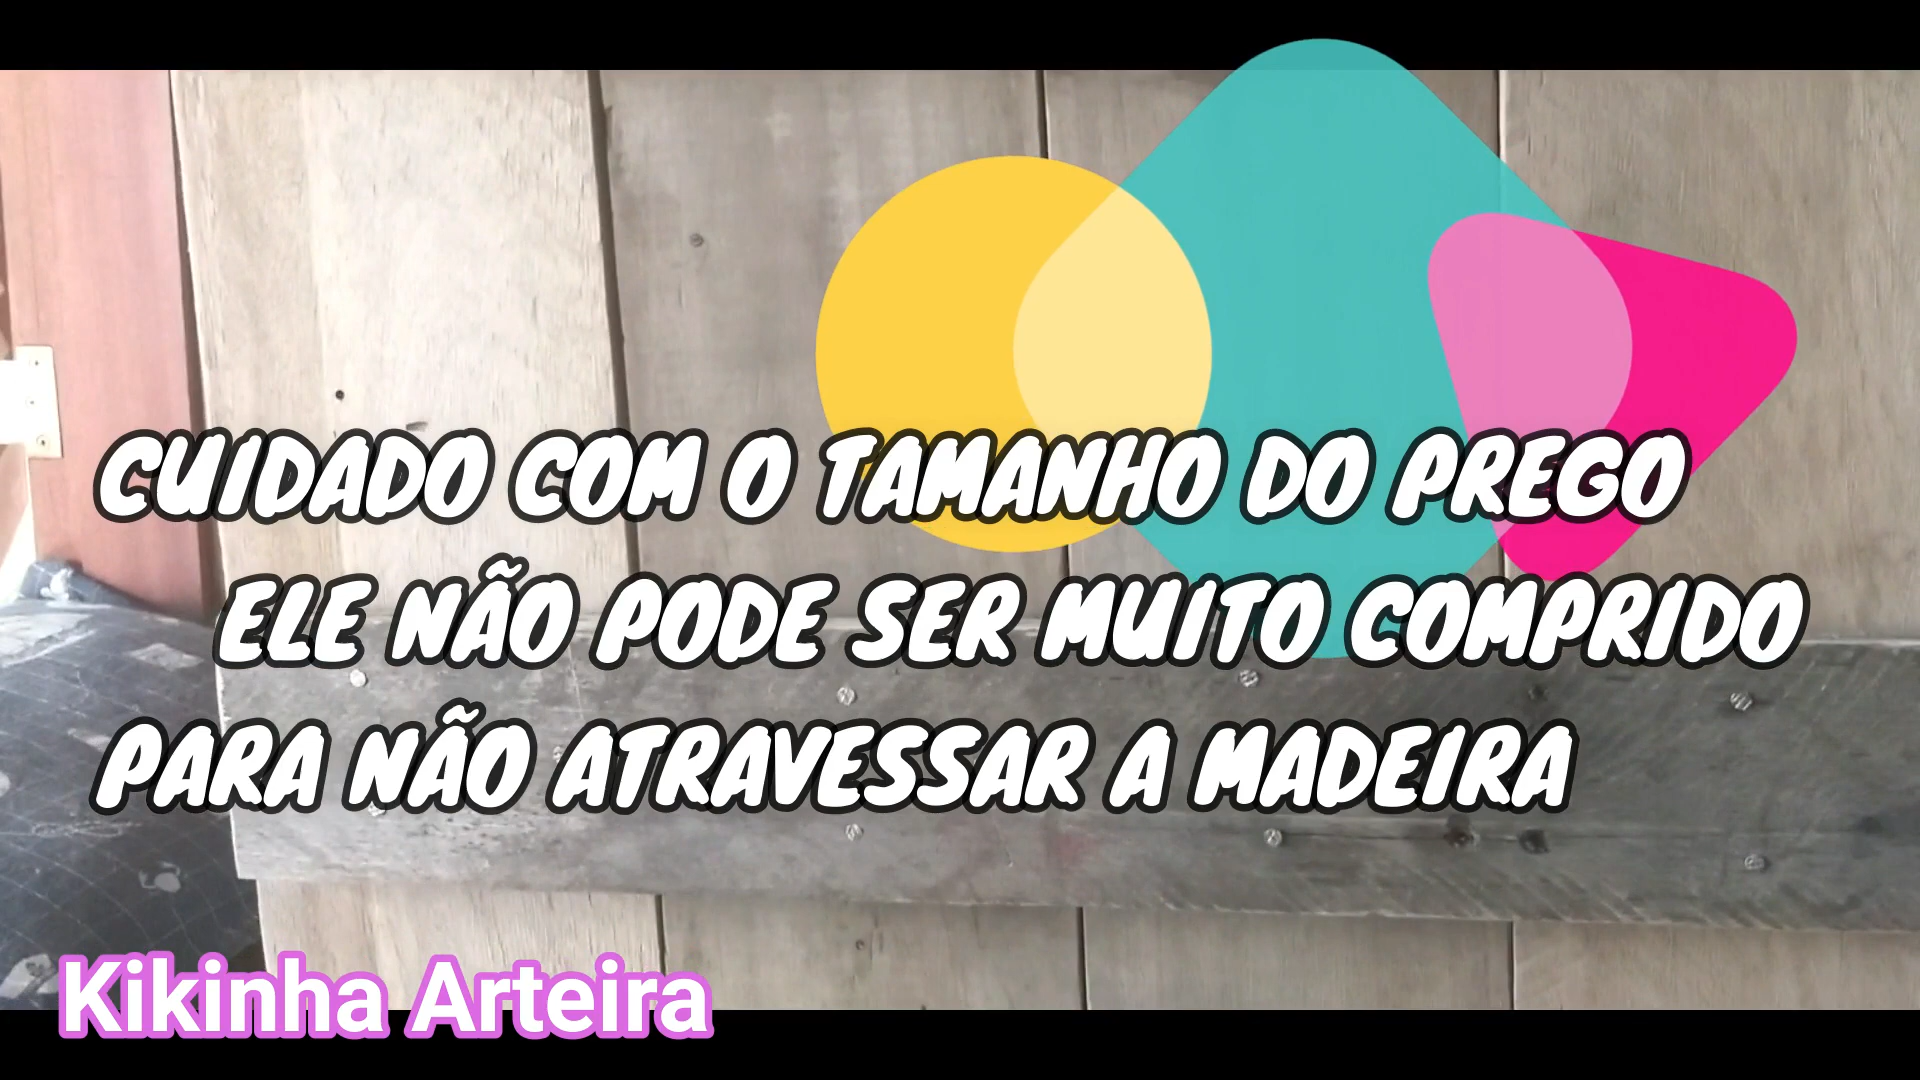 CUIDADO COM O TAMANHO DO PREGO
ELE NÃO PODE SER MUITO COMPRIDO
PARA NÃO ATRAVESSAR A MADEIRA
Kikinha Arteira